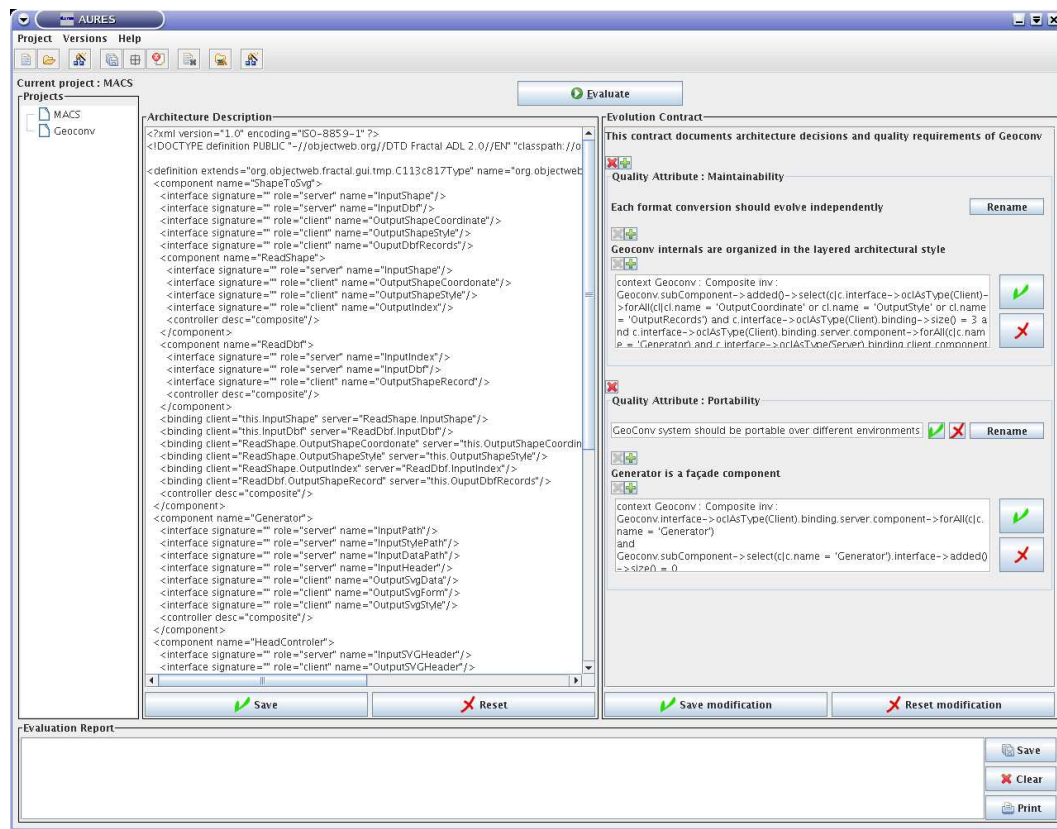 AURES
Project Versions Help
Current project : MACS
Projects
MACS
Geoconv
Evaluate
Architecture Description
<?xml version="1.0" encoding="ISO-8859-1" ?>
<!DOCTYPE definition PUBLIC "-//objectweb.org//DTD Fractal ADL 2.0//EN" "classpath://o
<definition extends="org.objectweb.fractal.gui.tmp.C113c817Type" name="org.objectweb
<component name="ShapeToSvg">
<interface signature="" role="server" name="InputShape"/>
<interface signature="" role="server" name="InputDbf"/>
<interface signature="" role="client" name="OutputShapeCoordinate"/>
<interface signature="" role="client" name="OutputShapeStyle"/>
<interface signature="" role="client" name="OuputDbfRecords"/>
<component name="ReadShape">
<interface signature="" role="server" name="InputShape"/>
<interface signature="" role="client" name="OutputShapeCoordonate"/>
<interface signature="" role="client" name="OutputShapeStyle"/>
<interface signature="" role="client" name="OutputIndex"/>
<controller desc="composite"/>
</component>
<component name="ReadDbf">
<interface signature="" role="server" name="InputIndex"/>
<interface signature="" role="server" name="InputDbf"/>
<interface signature="" role="client" name="OutputShapeRecord"/>
<controller desc="composite"/>
</component>
<binding client="this.InputShape" server="ReadShape.InputShape"/>
<binding client="this.InputDbf" server="ReadDbf.InputDbf"/>
<binding client="ReadShape.OutputShapeCoordonate" server="this.OutputShapeCoordin
<binding client="ReadShape.OutputShapeStyle" server="this.OutputShapeStyle"/>
<binding client="ReadShape.OutputIndex" server="ReadDbf.InputIndex"/>
<binding client="ReadDbf.OutputShapeRecord" server="this.OuputDbfRecords"/>
<controller desc="composite"/>
</component>
<component name="Generator">
<interface signature="" role="server" name="InputPath"/>
<interface signature="" role="server" name="InputStylePath"/>
<interface signature="" role="server" name="InputDataPath"/>
<interface signature="" role="server" name="InputHeader"/>
<interface signature="" role="client" name="OutputSvgData"/>
<interface signature="" role="client" name="OutputSvgForm"/>
<interface signature="" role="client" name="OutputSvgStyle"/>
<controller desc="composite"/>
</component>
<component name="HeadControler">
<interface signature="" role="server" name="InputSVGHeader"/>
<interface signature="" role="client" name="OutputSVGHeader"/>
Save
Reset
Evolution Contract
This contract documents architecture decisions and quality requirements of Geoconv
Quality Attribute : Maintainability
Each format conversion should evolve independently
Rename
Geoconv internals are organized in the layered architectural style
context Geoconv : Composite inv :
Geoconv.subComponent->added()->select(c|c.interface->oclAsType(Client)-
>forAll(cl|cl.name = 'OutputCoordinate' or cl.name = 'OutputStyle' or cl.name
= 'OutputRecords') and c.interface->oclAsType(Client).binding->size() = 3 a
nd c.interface->oclAsType(Client).binding.server.component->forAll(c|c.nam
e = 'Generator) and c.interface->oclAsType(Server).binding.client.component
Quality Attribute : Portability
GeoConv system should be portable over different environments
Rename
Generator is a façade component
context Geoconv : Composite inv :
Geoconv.interface->oclAsType(Client).binding.server.component->forAll(c|c.
name = 'Generator')
and
Geoconv.subComponent->select(c|c.name = 'Generator').interface->added()
->size() = 0
Save modification
Reset modification
Evaluation Report
Save
Clear
Print